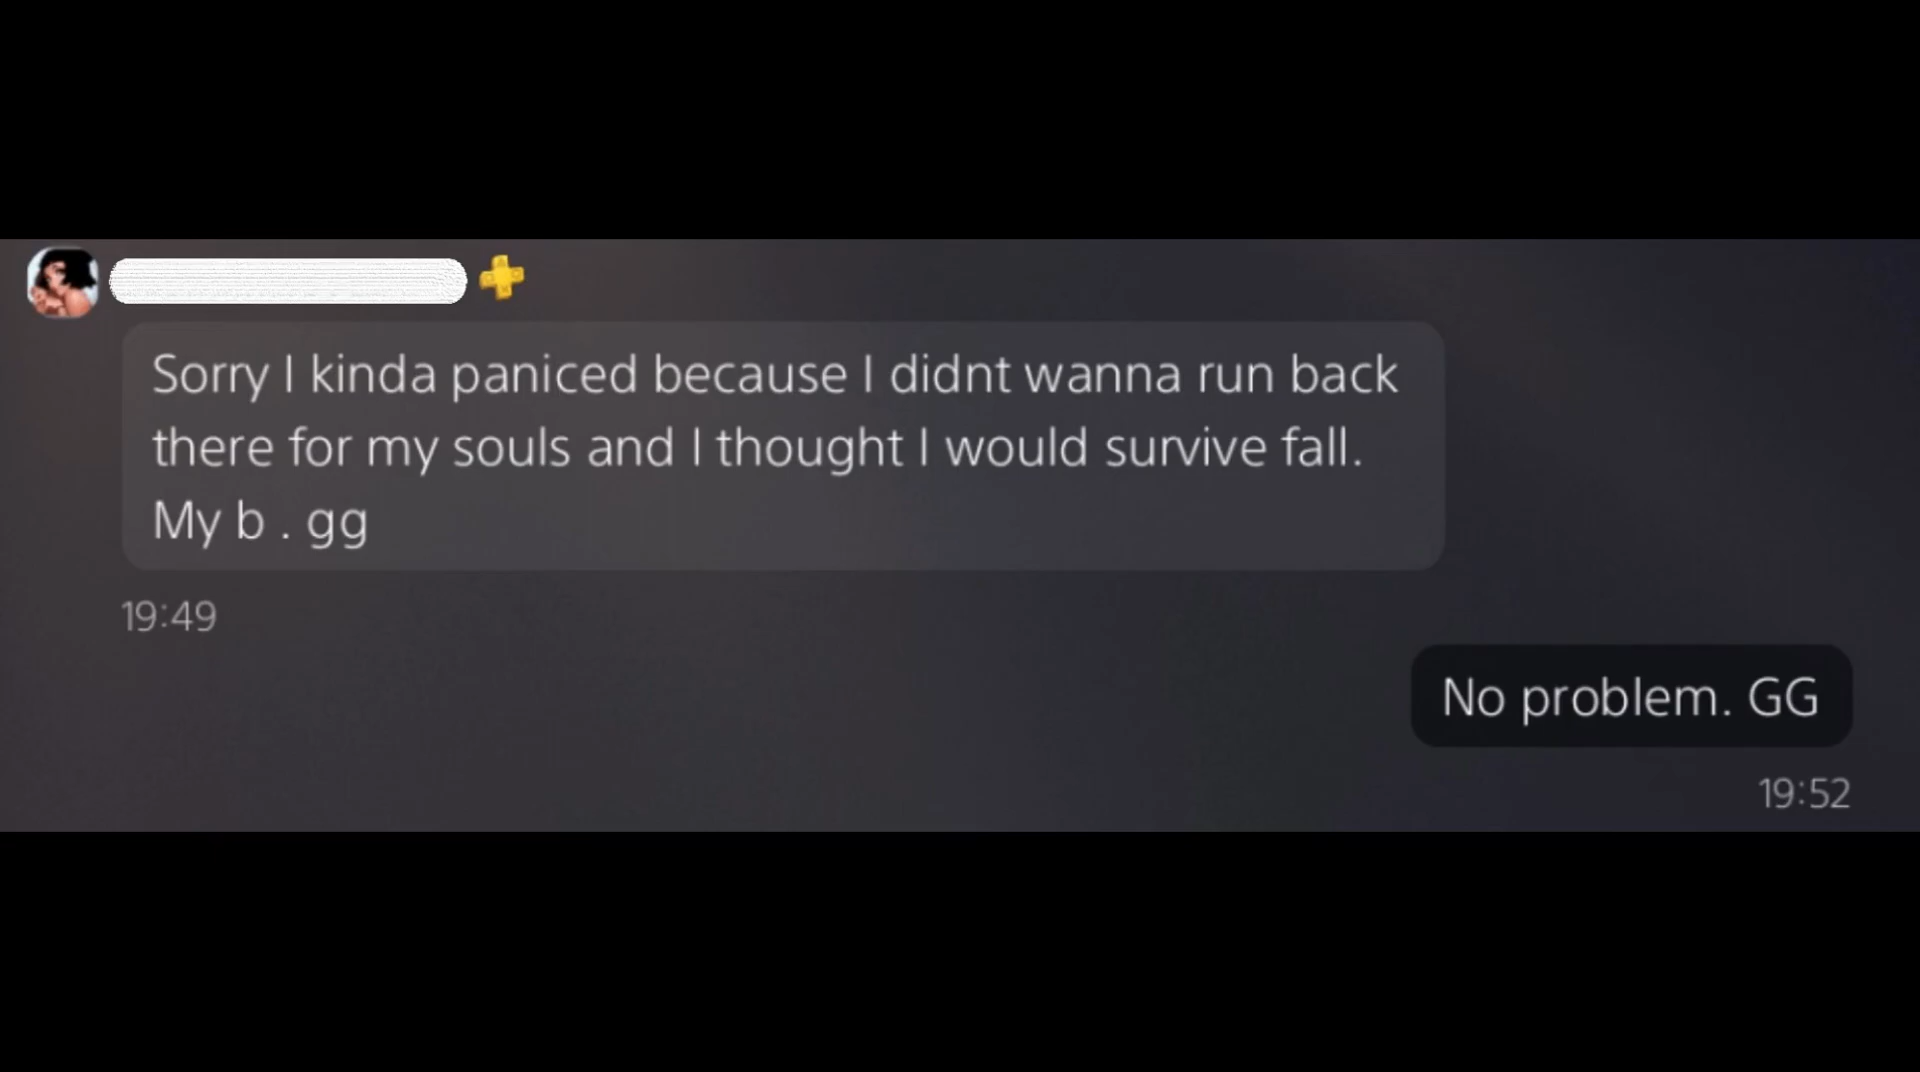 Sorry I kinda paniced because I didnt wanna run back
there for my souls and I thought I would survive fall.
My b . gg
19:49
No problem. GG
19:52